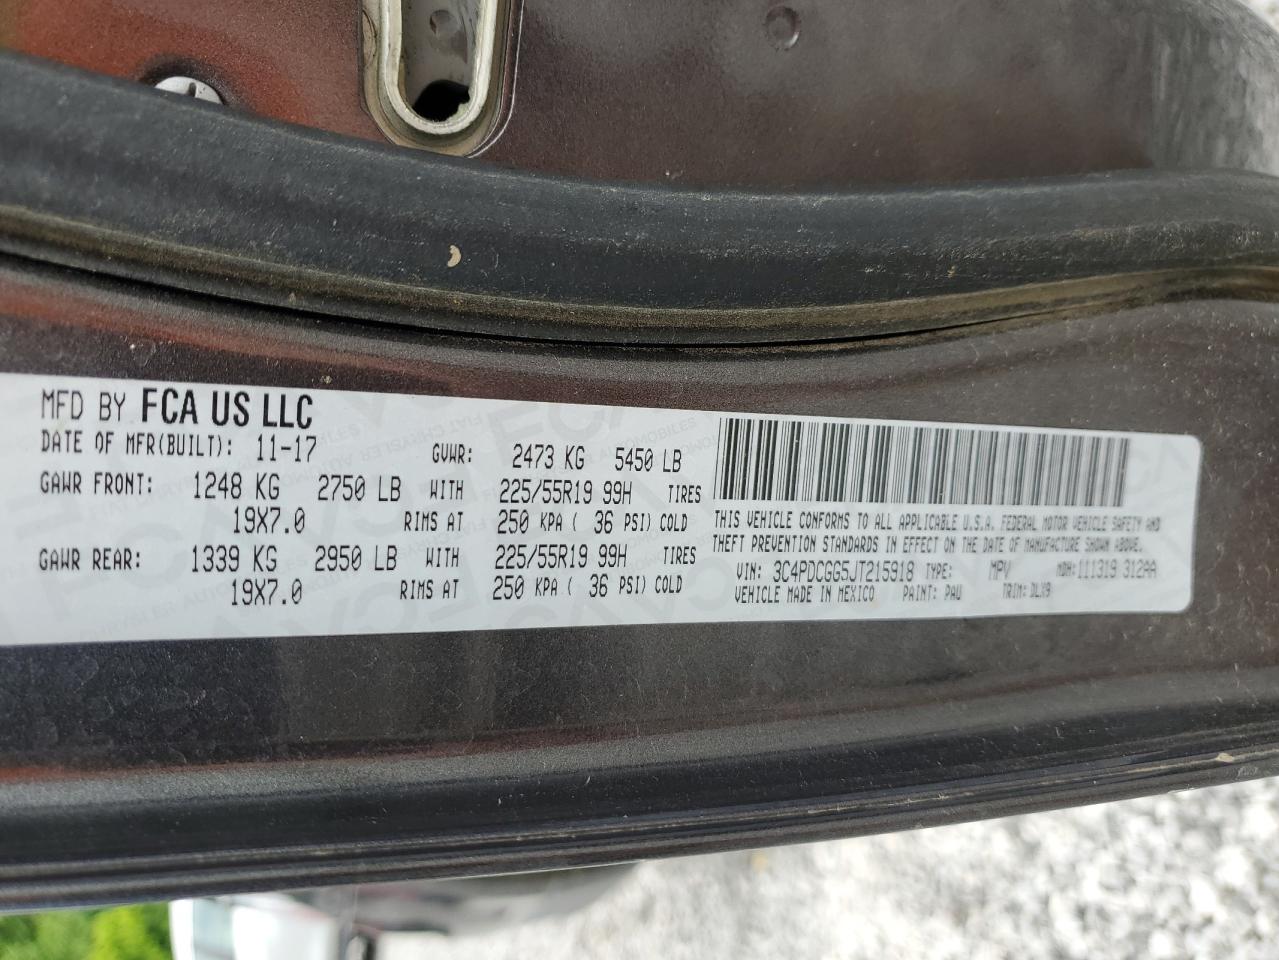 MFD BY FCA US LLC
DATE OF MFR(BUILT): 11-17 GVWR: 2473 KG 5450 LB
GAWR FRONT: 1248 KG 2750 LB WITH 225/55R19 99H TIRES
19X7.0 RIMS AT 250 KPA ( 36 PSI) COLD
GAWR REAR: 1339 KG 2950 LB WITH 225/55R19 99H TIRES
19X7.0 RIMS AT 250 KPA ( 36 PSI) COLD
THIS VEHICLE CONFORMS TO ALL APPLICABLE U.S.A. FEDERAL MOTOR VEHICLE SAFETY AND
THEFT PREVENTION STANDARDS IN EFFECT ON THE DATE OF MANUFACTURE SHOWN ABOVE.
VIN: 3C4PDCGG5JT215918 TYPE: MPV MDH: 111319 312AA
VEHICLE MADE IN MEXICO PAINT: PAU TRIM: DLX9